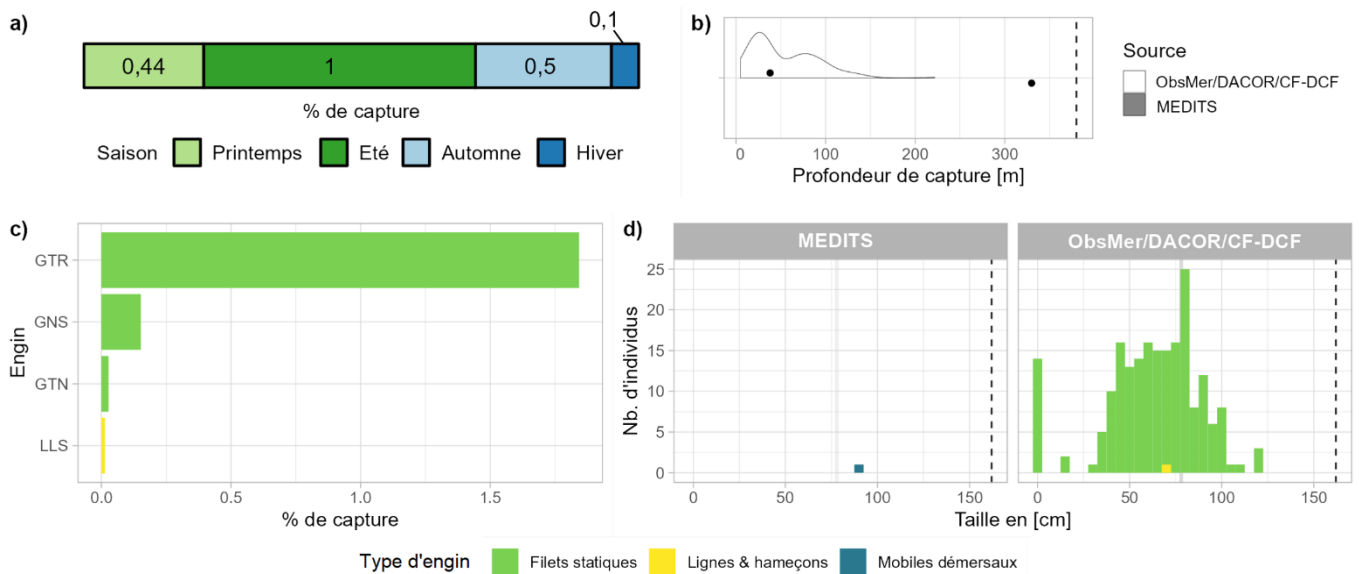 a)
0,1
0,44
1
0,5
% de capture
Saison Printemps Eté Automne Hiver
b)
0 100 200 300
Profondeur de capture [m]
Source
ObsMer/DACOR/CF-DCF
MEDITS
c)
Engin
GTR
GNS
GTN
LLS
0.0 0.5 1.0 1.5
% de capture
d)
MEDITS
ObsMer/DACOR/CF-DCF
Nb. d'individus
25
20
15
10
5
0
0 50 100 150
0 50 100 150
Taille en [cm]
Type d'engin Filets statiques Lignes & hameçons Mobiles démersaux